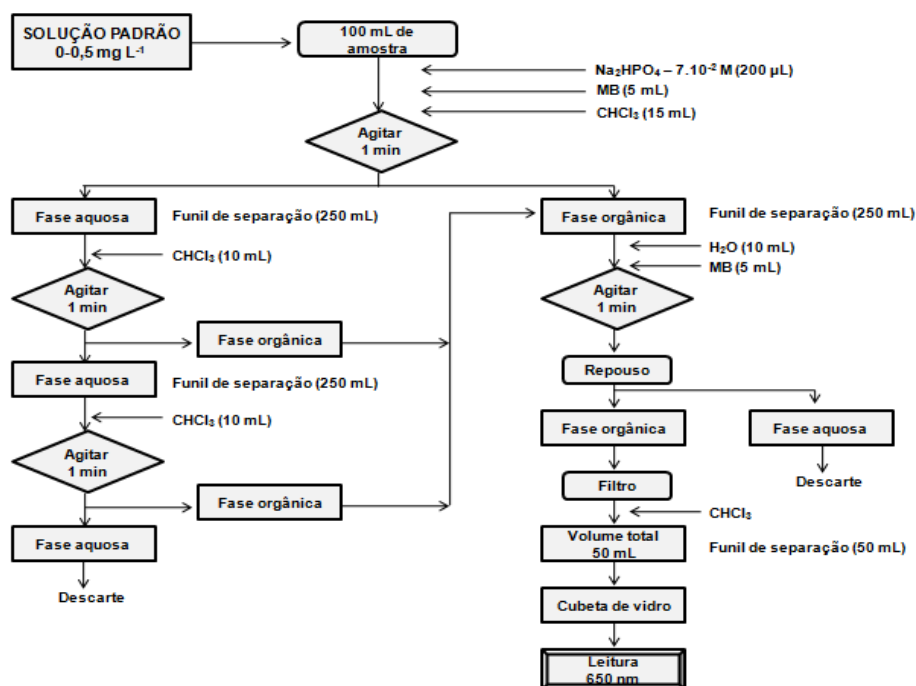 SOLUÇÃO PADRÃO
0-0,5 mg L⁻¹
100 mL de
amostra
Na₂HPO₄ – 7.10⁻² M (200 µL)
MB (5 mL)
CHCl₃ (15 mL)
Agitar
1 min
Fase aquosa
Funil de separação (250 mL)
CHCl₃ (10 mL)
Agitar
1 min
Fase orgânica
Fase aquosa
Funil de separação (250 mL)
CHCl₃ (10 mL)
Agitar
1 min
Fase orgânica
Fase aquosa
Descarte
Fase orgânica
Funil de separação (250 mL)
H₂O (10 mL)
MB (5 mL)
Agitar
1 min
Repouso
Fase orgânica
Fase aquosa
Descarte
Filtro
CHCl₃
Volume total
50 mL
Funil de separação (50 mL)
Cubeta de vidro
Leitura
650 nm